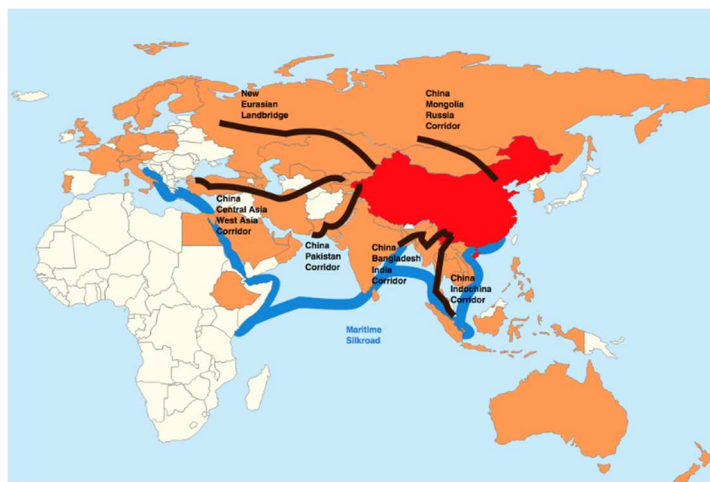 New
Eurasian
Landbridge
China
Mongolia
Russia
Corridor
China
Central Asia
West Asia
Corridor
China
Pakistan
Corridor
China
Bangladesh
India
Corridor
China
Indochina
Corridor
Maritime
Silkroad